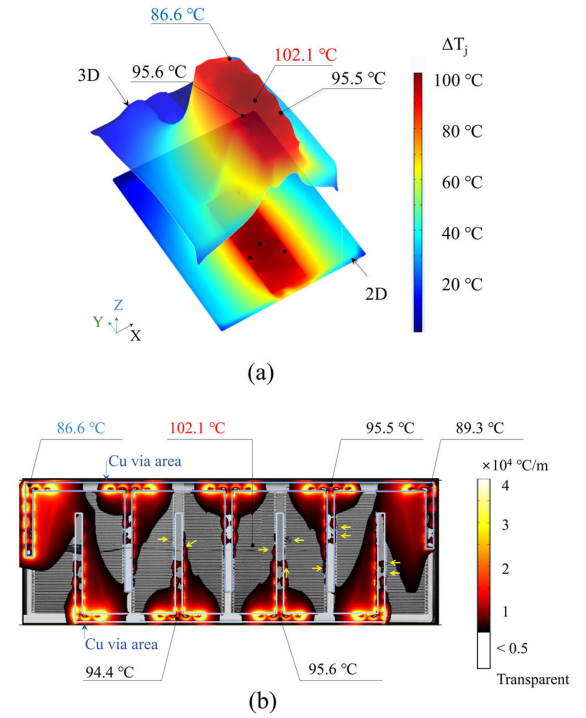 86.6 ℃
102.1 ℃
95.6 ℃
95.5 ℃
3D
ΔTj
100 ℃
80 ℃
60 ℃
40 ℃
20 ℃
2D
Z
Y
X
(a)
86.6 ℃
102.1 ℃
95.5 ℃
89.3 ℃
Cu via area
×10⁴ ℃/m
4
3
2
1
< 0.5
Transparent
Cu via area
94.4 ℃
95.6 ℃
(b)